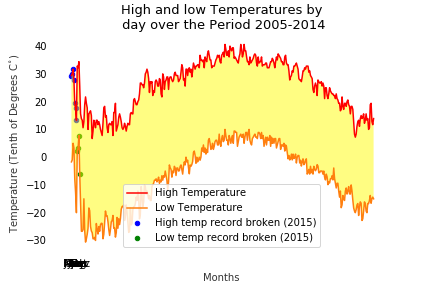 High and low Temperatures by
day over the Period 2005-2014
Temperature (Tenth of Degrees C°)
40
30
20
10
0
−10
−20
−30
High Temperature
Low Temperature
High temp record broken (2015)
Low temp record broken (2015)
Months